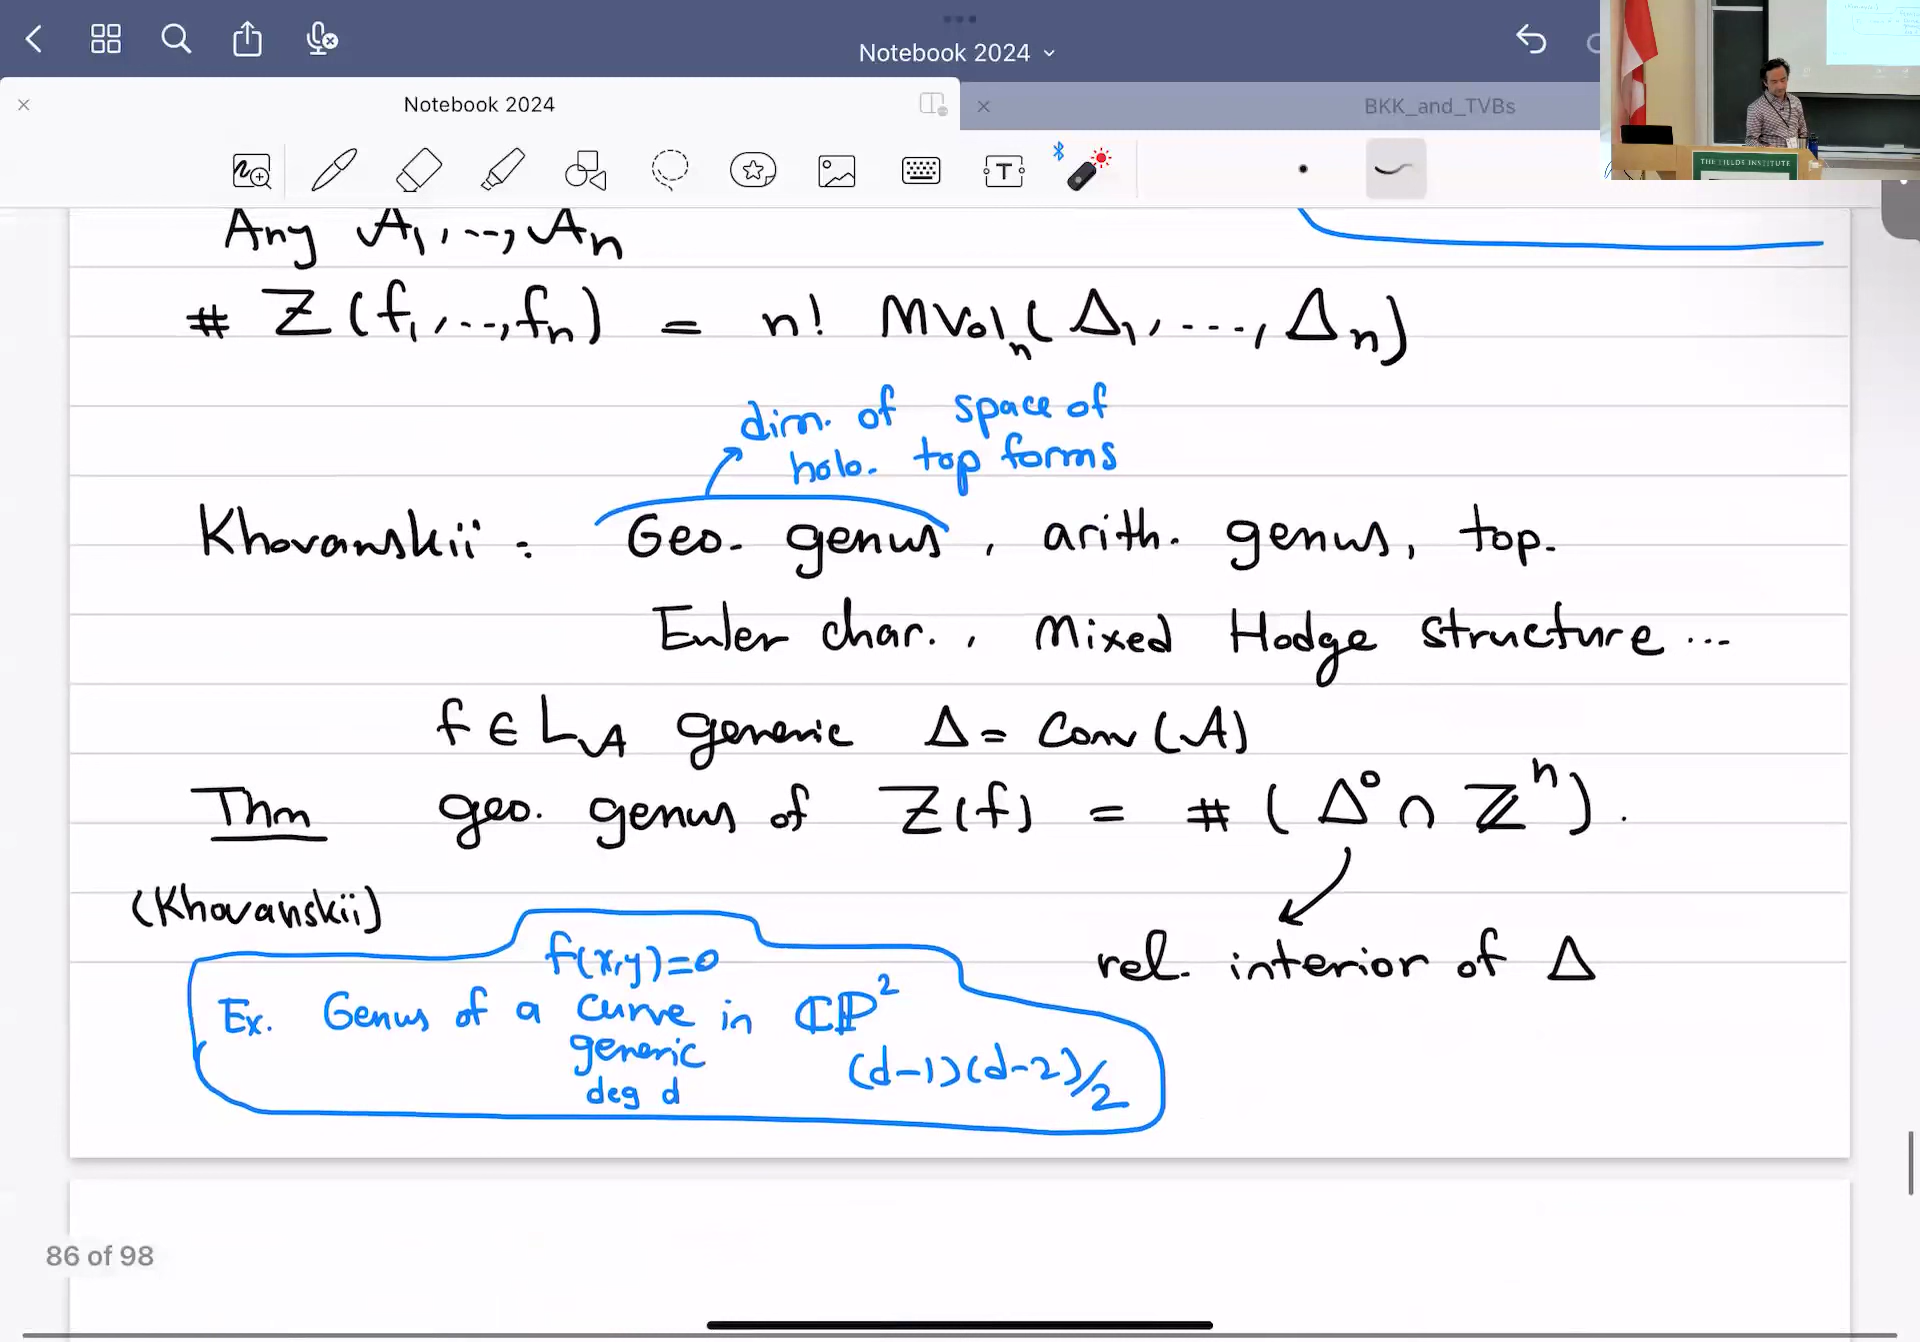 Notebook 2024
Notebook 2024
BKK_and_TVBs
THE FIELDS INSTITUTE
Any A₁, ..., Aₙ
# Z(f₁, ..., fₙ) = n! MVolₙ(Δ₁, ..., Δₙ)
dim. of space of
holo. top forms
Khovanskii: Geo. genus, arith. genus, top.
Euler char., Mixed Hodge structure ...
f ∈ L_A generic Δ = Conv(A)
Thm geo. genus of Z(f) = # (Δ° ∩ ℤⁿ).
(Khovanskii)
rel. interior of Δ
f(x,y)=0
Ex. Genus of a curve in ℂℙ²
generic
deg d
(d-1)(d-2)/2
86 of 98